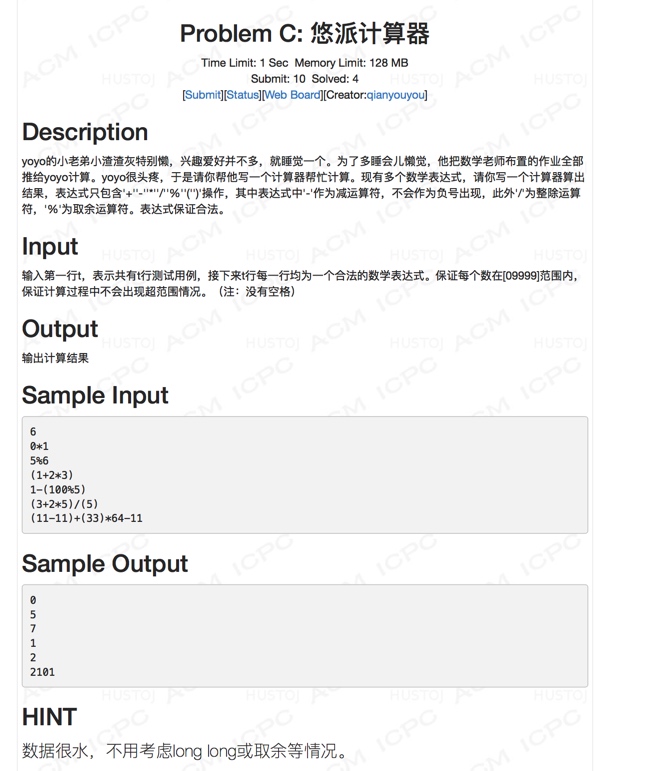 Problem C: 悠派计算器
Time Limit: 1 Sec  Memory Limit: 128 MB
Submit: 10  Solved: 4
[Submit][Status][Web Board][Creator:qianyouyou]
Description
yoyo的小老弟小渣渣灰特别懒，兴趣爱好并不多，就睡觉一个。为了多睡会儿懒觉，他把数学老师布置的作业全部
推给yoyo计算。yoyo很头疼，于是请你帮他写一个计算器帮忙计算。现有多个数学表达式，请你写一个计算器算出
结果，表达式只包含'+''-''*''/''%''('')'操作，其中表达式中'-'作为减运算符，不会作为负号出现，此外'/'为整除运算
符，'%'为取余运算符。表达式保证合法。
Input
输入第一行t，表示共有t行测试用例，接下来t行每一行均为一个合法的数学表达式。保证每个数在[09999]范围内，
保证计算过程中不会出现超范围情况。（注：没有空格）
Output
输出计算结果
Sample Input
6
0*1
5%6
(1+2*3)
1-(100%5)
(3+2*5)/(5)
(11-11)+(33)*64-11
Sample Output
0
5
7
1
2
2101
HINT
数据很水，不用考虑long long或取余等情况。
ACM ICPC
HUSTOJ